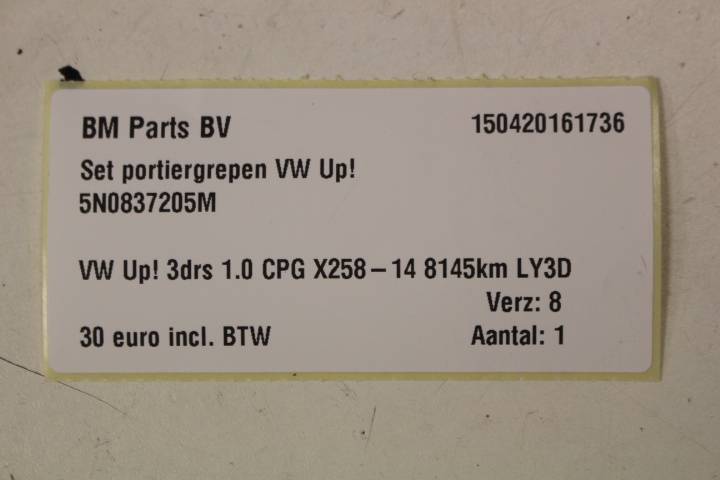 BM Parts BV 150420161736
Set portiergrepen VW Up!
5N0837205M
VW Up! 3drs 1.0 CPG X258 – 14 8145km LY3D
Verz: 8
30 euro incl. BTW Aantal: 1